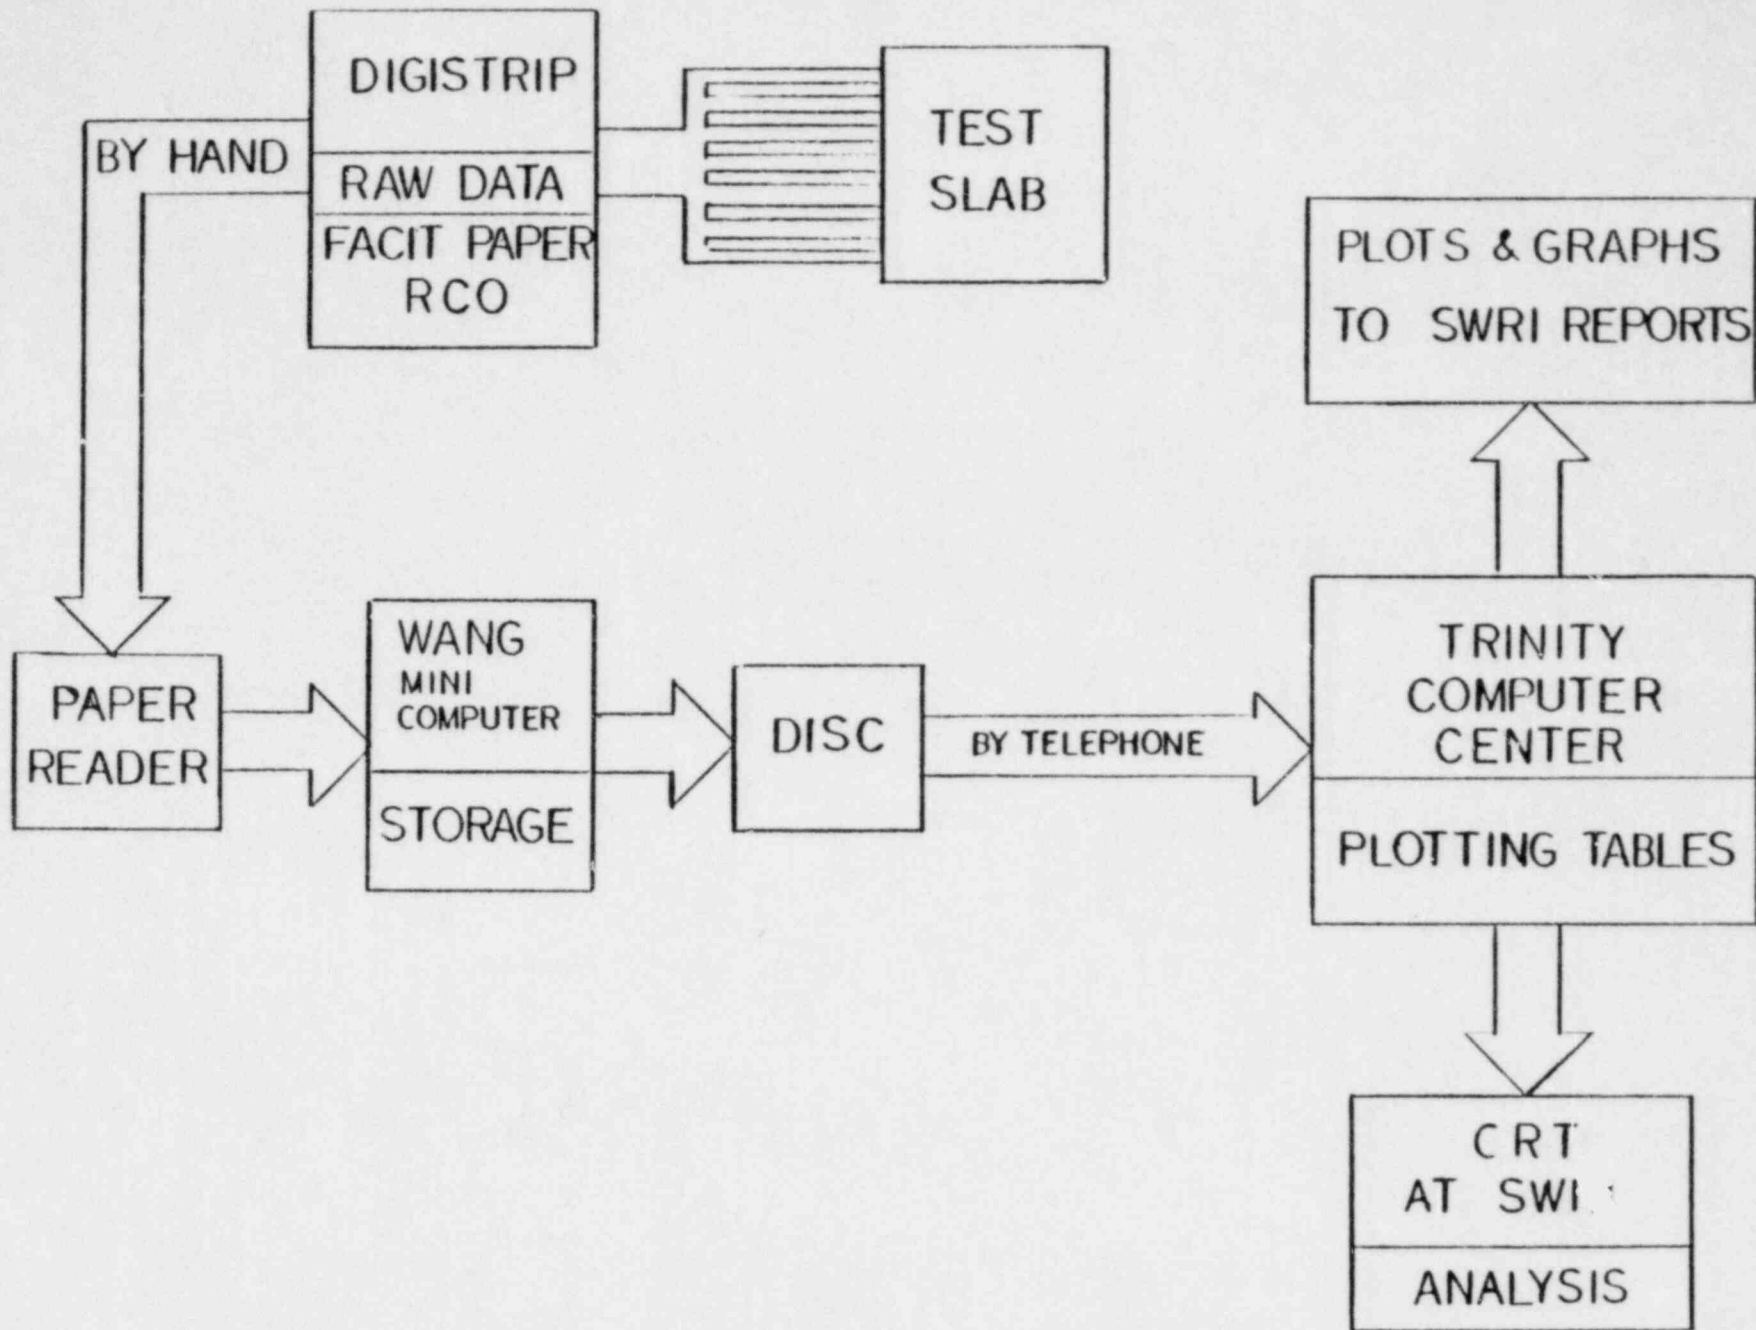 DIGISTRIP
RAW DATA
FACIT PAPER
RCO
TEST
SLAB
BY HAND
PAPER
READER
WANG
MINI
COMPUTER
STORAGE
DISC
BY TELEPHONE
TRINITY
COMPUTER
CENTER
PLOTTING TABLES
PLOTS & GRAPHS
TO SWRI REPORTS
CRT
AT SWI
ANALYSIS